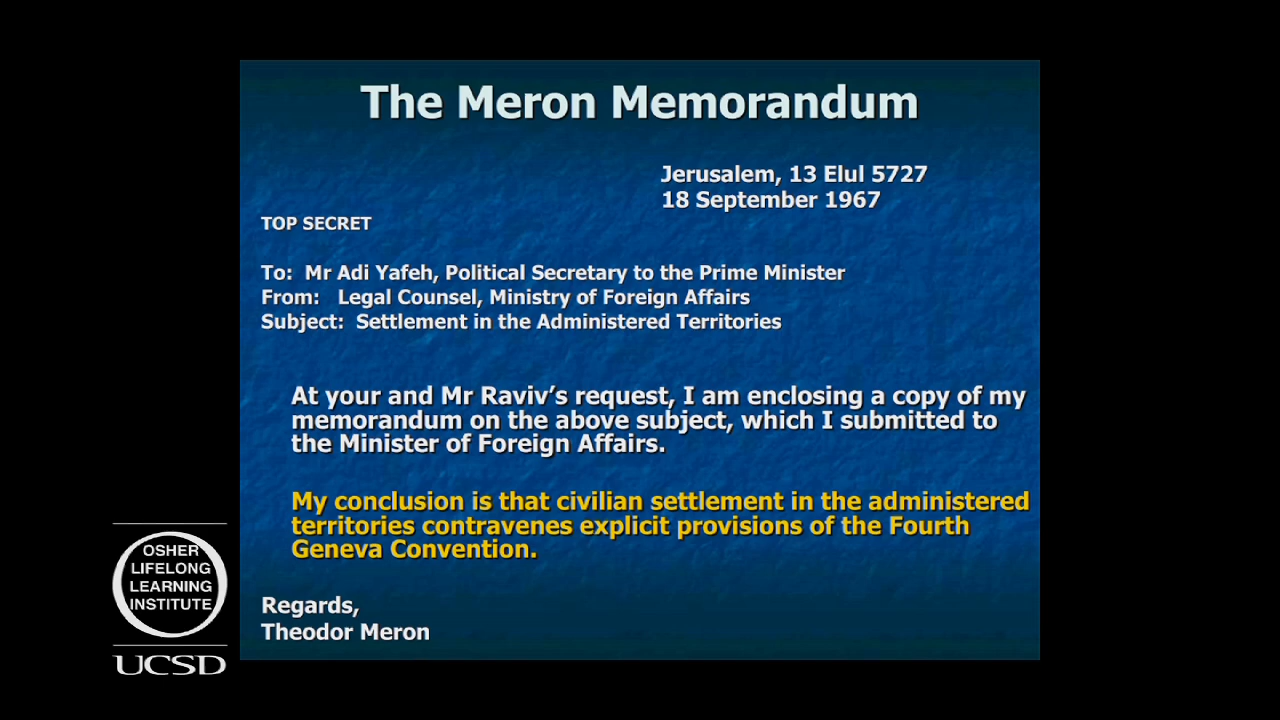 The Meron Memorandum
Jerusalem, 13 Elul 5727
18 September 1967
TOP SECRET
To: Mr Adi Yafeh, Political Secretary to the Prime Minister
From: Legal Counsel, Ministry of Foreign Affairs
Subject: Settlement in the Administered Territories
At your and Mr Raviv's request, I am enclosing a copy of my
memorandum on the above subject, which I submitted to
the Minister of Foreign Affairs.
My conclusion is that civilian settlement in the administered
territories contravenes explicit provisions of the Fourth
Geneva Convention.
Regards,
Theodor Meron
OSHER
LIFELONG
LEARNING
INSTITUTE
UCSD